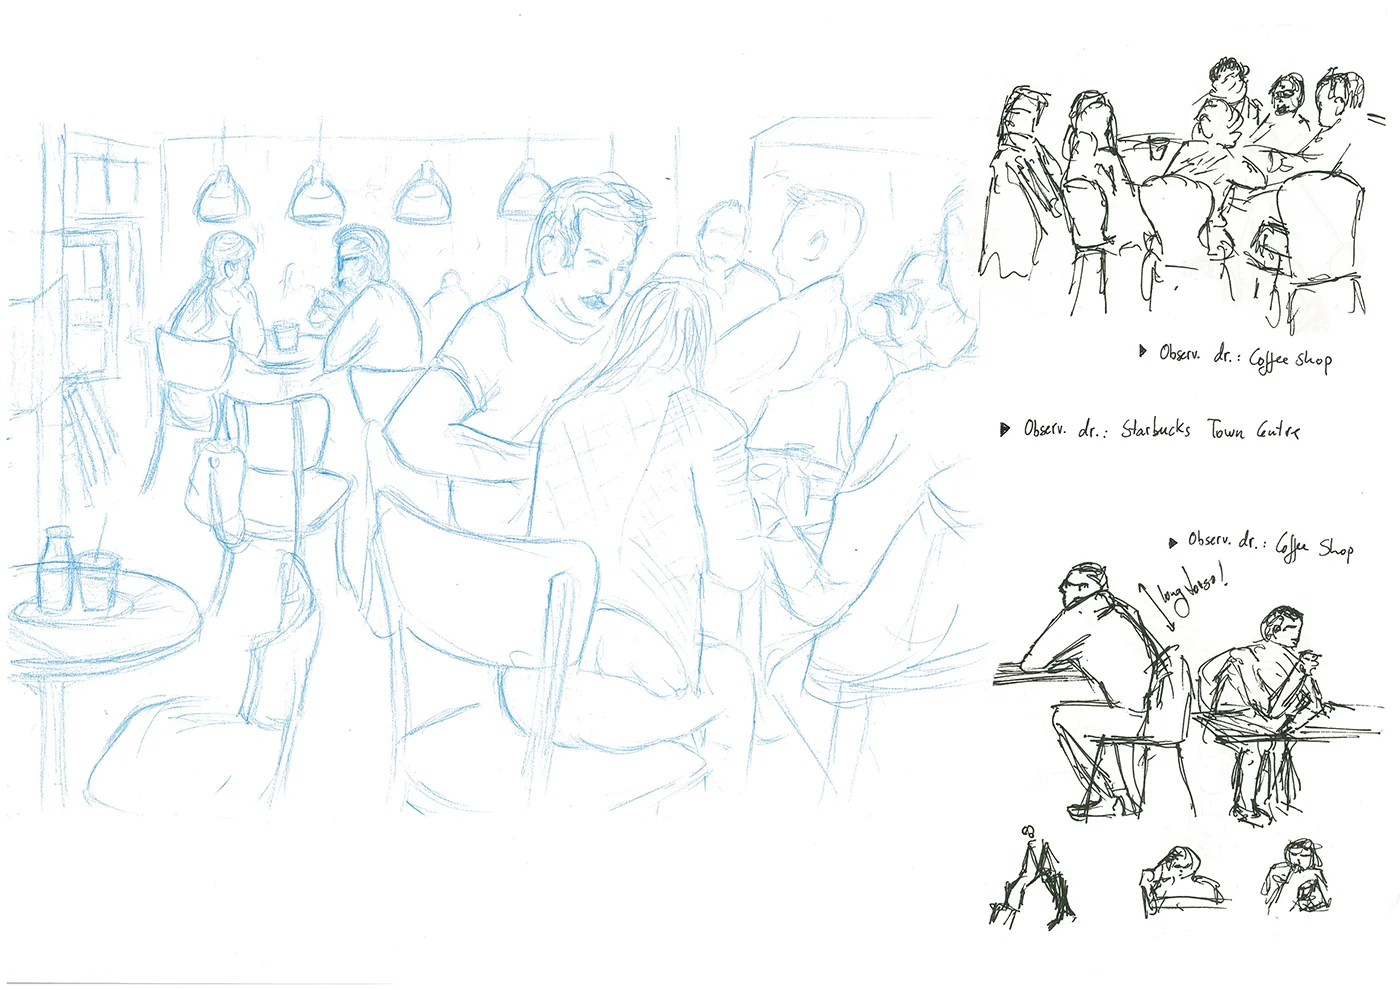 Observ. dr.: Coffee shop
Observ. dr.: Starbucks Town Centre
Observ. dr.: Coffee Shop
long torso!